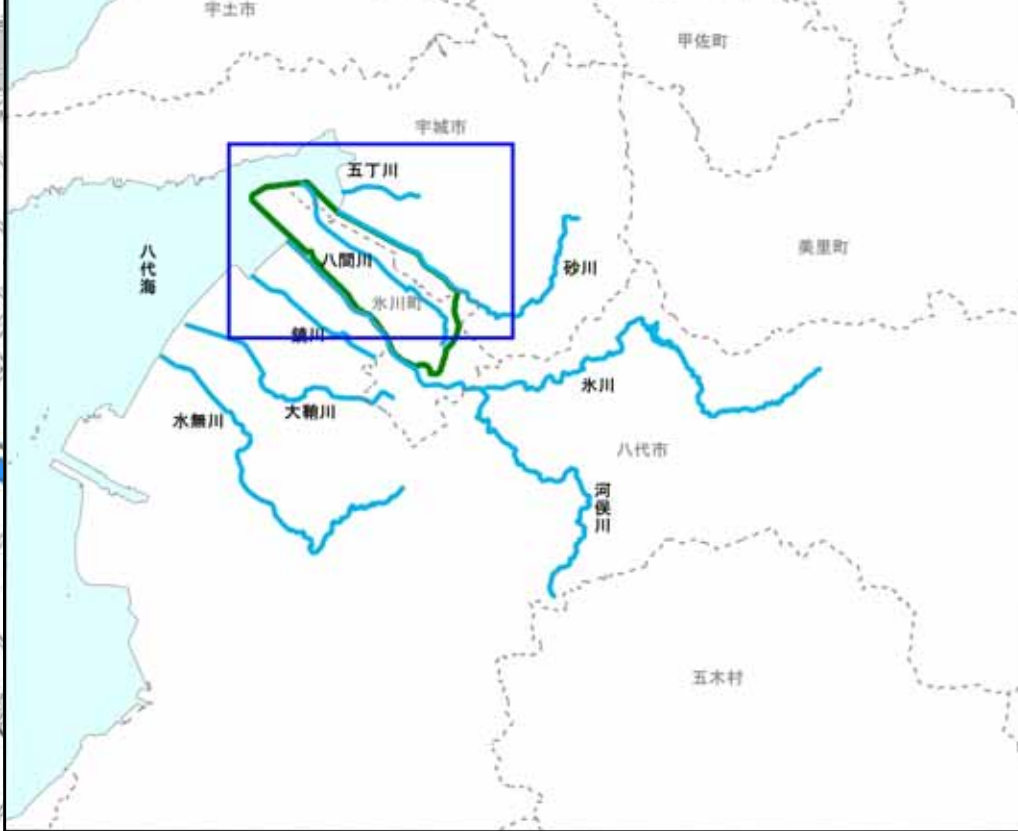 宇土市
甲佐町
宇城市
五丁川
八代海
八間川
砂川
美里町
氷川町
鏡川
氷川
水無川
大鞘川
八代市
河俣川
五木村